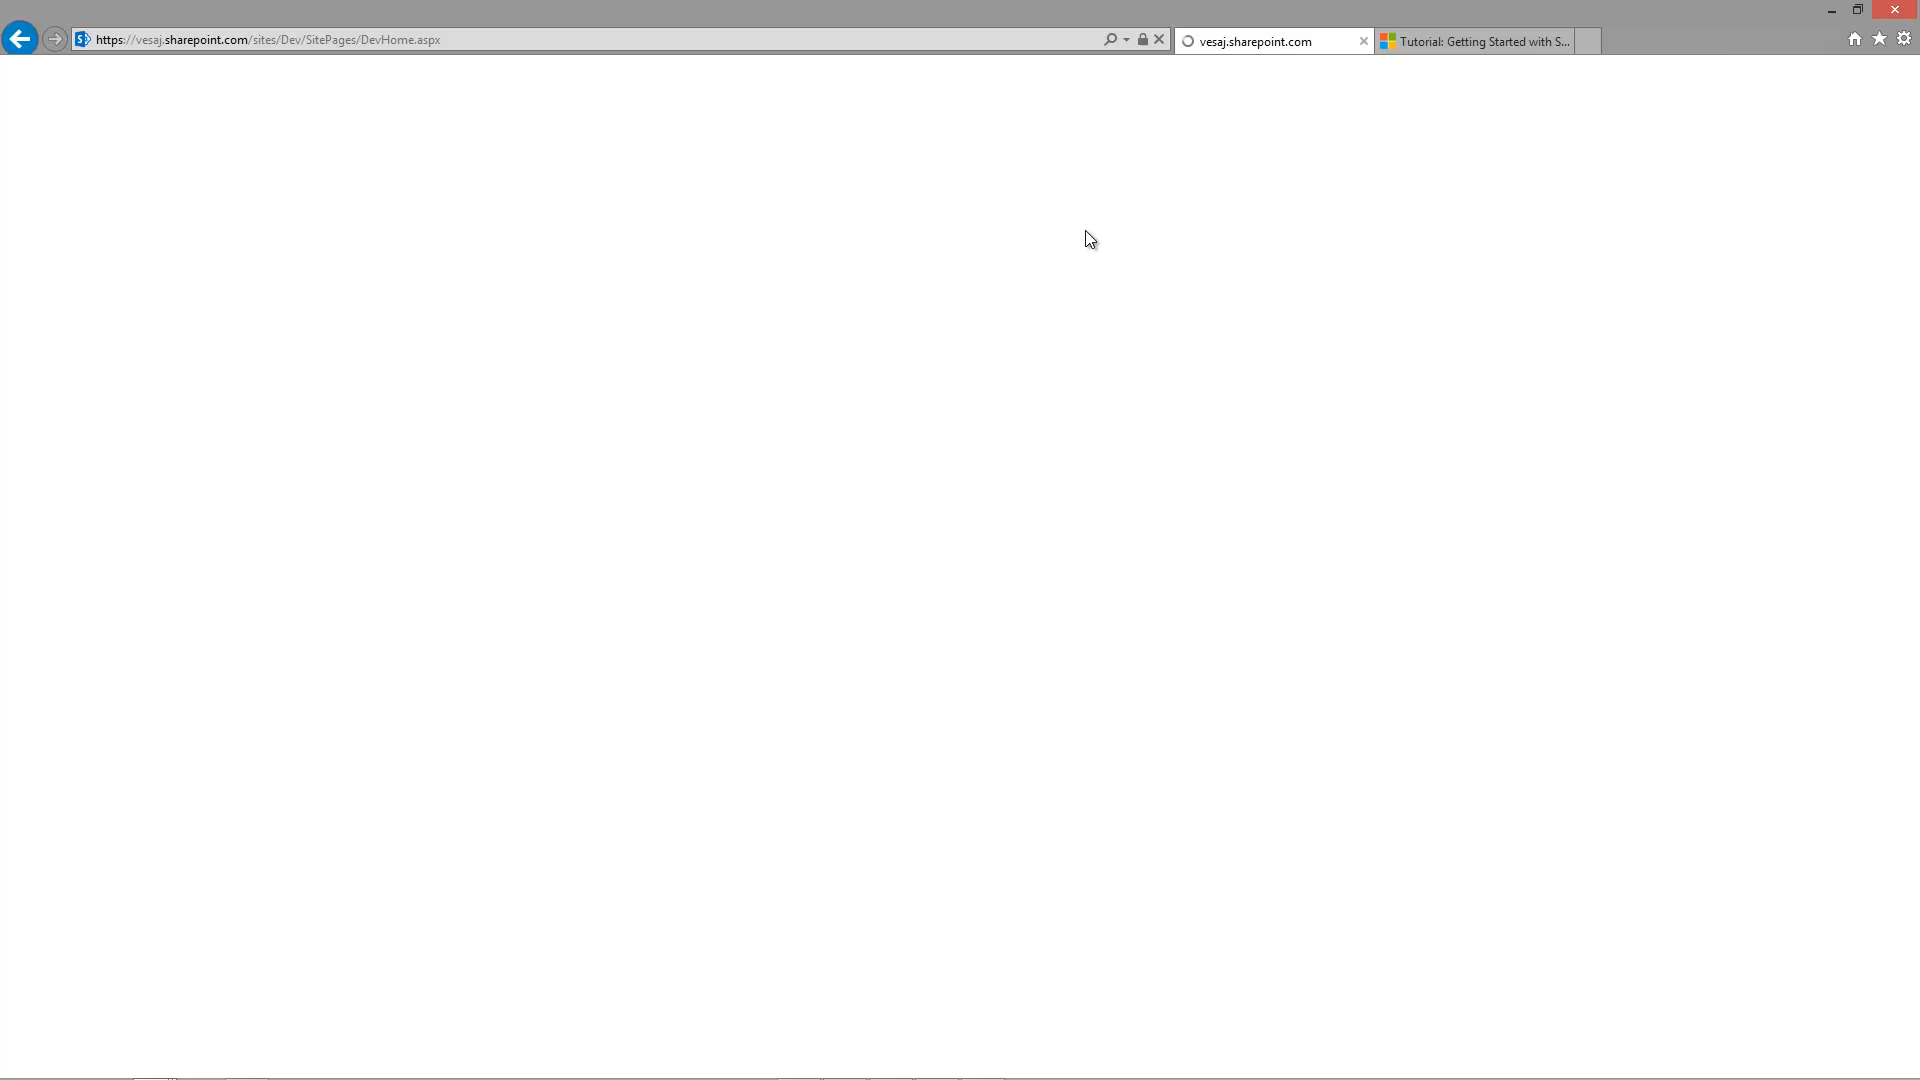 https://vesaj.sharepoint.com/sites/Dev/SitePages/DevHome.aspx
vesaj.sharepoint.com
Tutorial: Getting Started with S...